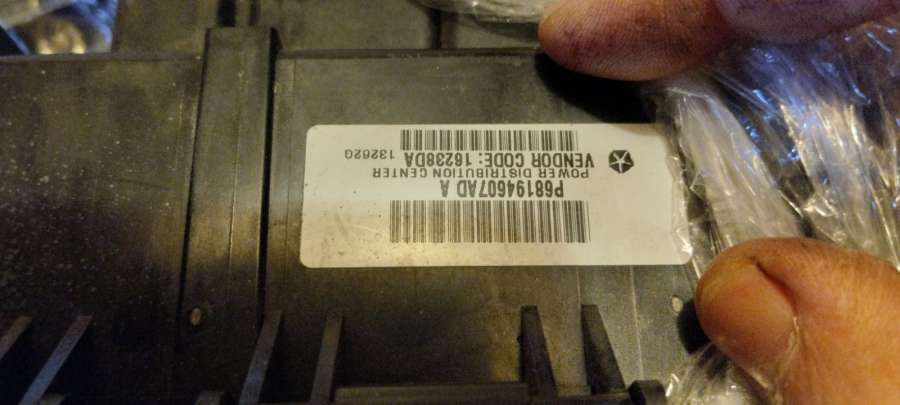 P68194607AD A
POWER DISTRIBUTION CENTER
VENDOR CODE: 16238DA 13262G